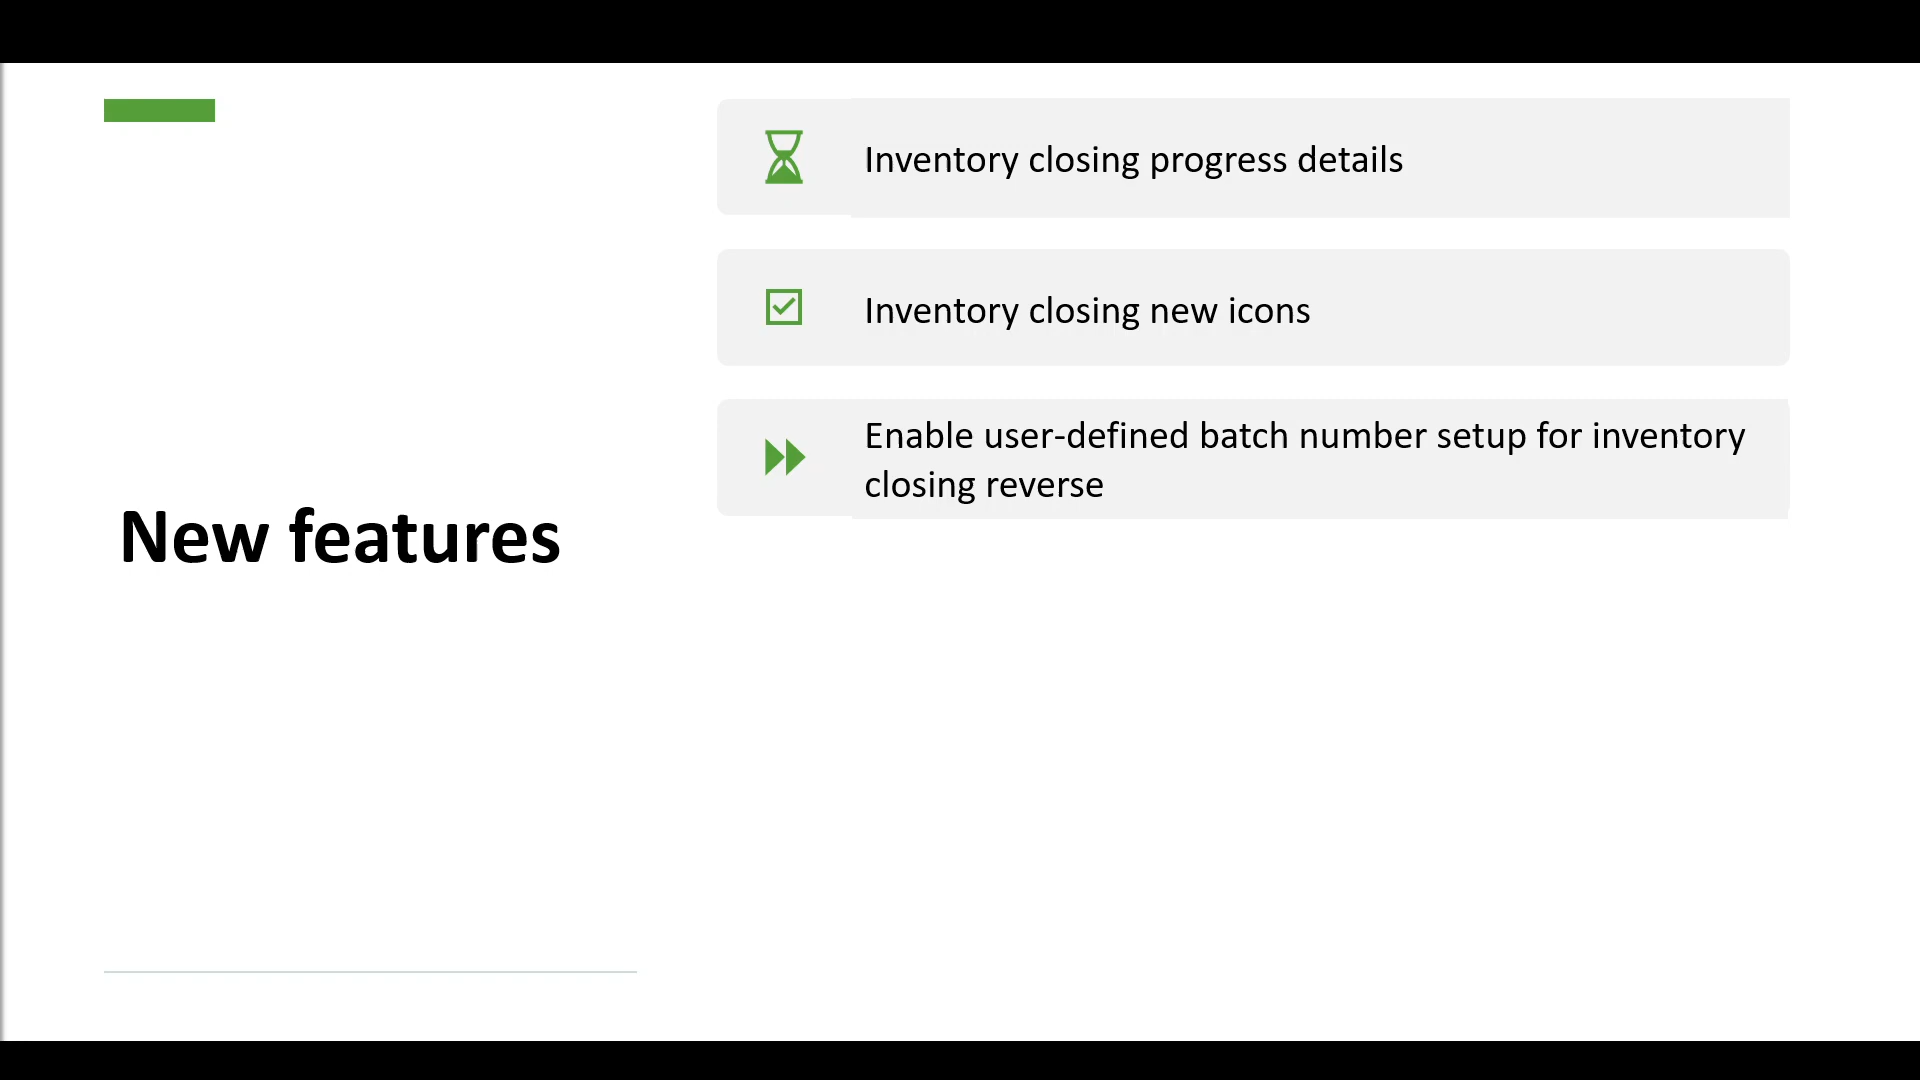 New features
Inventory closing progress details
Inventory closing new icons
Enable user-defined batch number setup for inventory
closing reverse